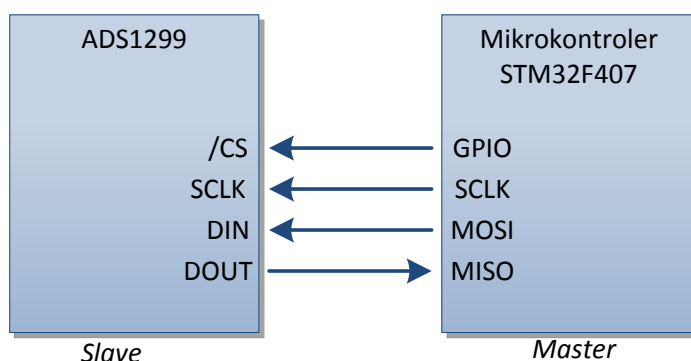 ADS1299
/CS
SCLK
DIN
DOUT
Slave
Mikrokontroler
STM32F407
GPIO
SCLK
MOSI
MISO
Master